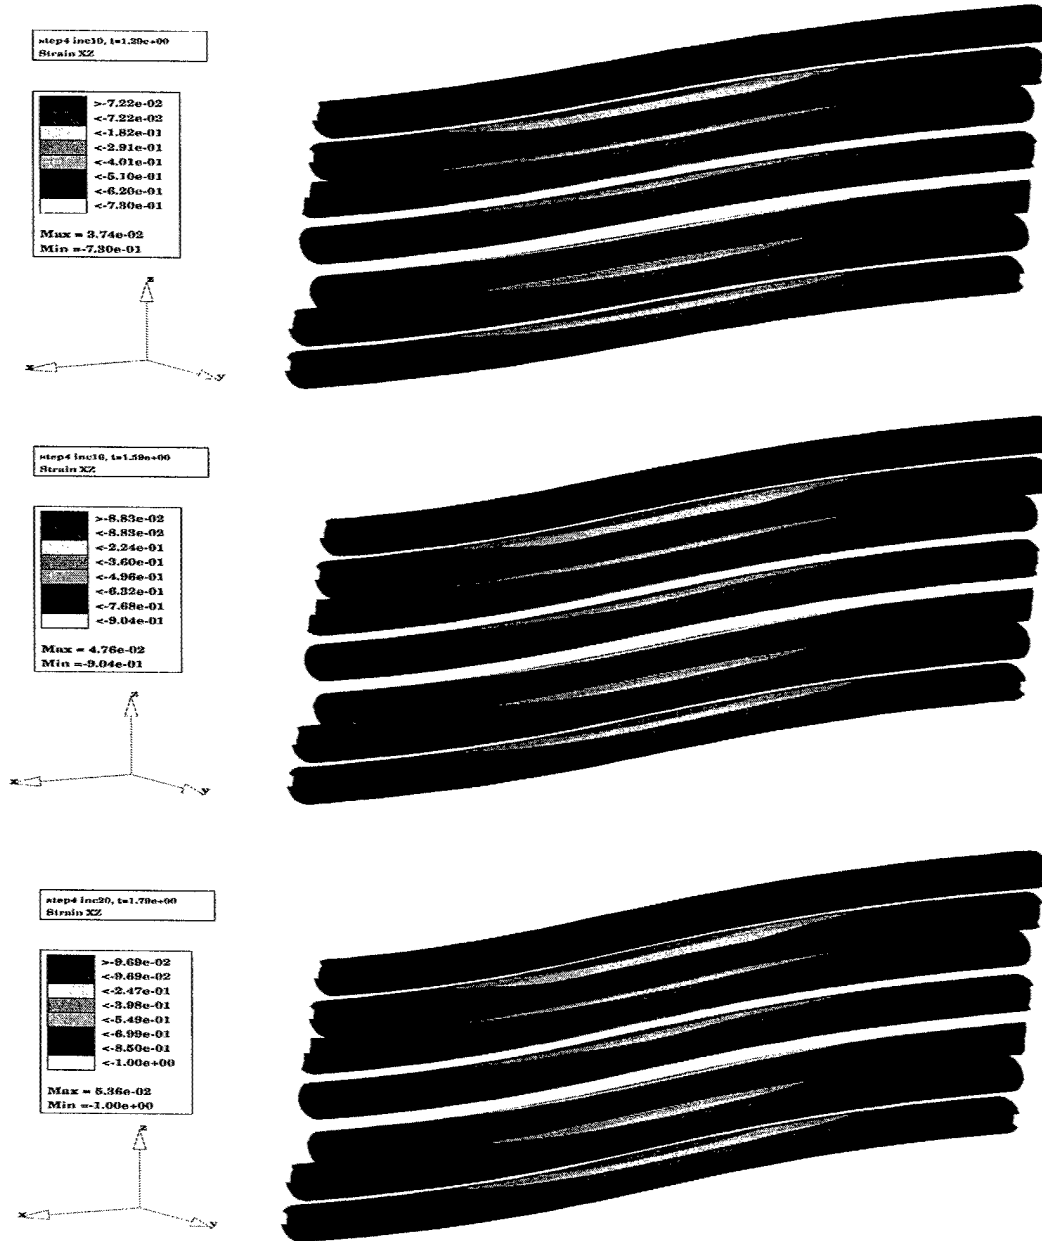 step4 inc10, t=1.29e+00
Strain XZ
>-7.22e-02
<-7.22e-02
<-1.82e-01
<-2.91e-01
<-4.01e-01
<-5.10e-01
<-6.20e-01
<-7.30e-01
Max = 3.74e-02
Min =-7.30e-01
z
x
y
step4 inc16, t=1.59e+00
Strain XZ
>-8.83e-02
<-8.83e-02
<-2.24e-01
<-3.60e-01
<-4.96e-01
<-6.32e-01
<-7.68e-01
<-9.04e-01
Max = 4.76e-02
Min =-9.04e-01
z
x
y
step4 inc20, t=1.79e+00
Strain XZ
>-9.69e-02
<-9.69e-02
<-2.47e-01
<-3.98e-01
<-5.49e-01
<-6.99e-01
<-8.50e-01
<-1.00e+00
Max = 5.36e-02
Min =-1.00e+00
z
x
y